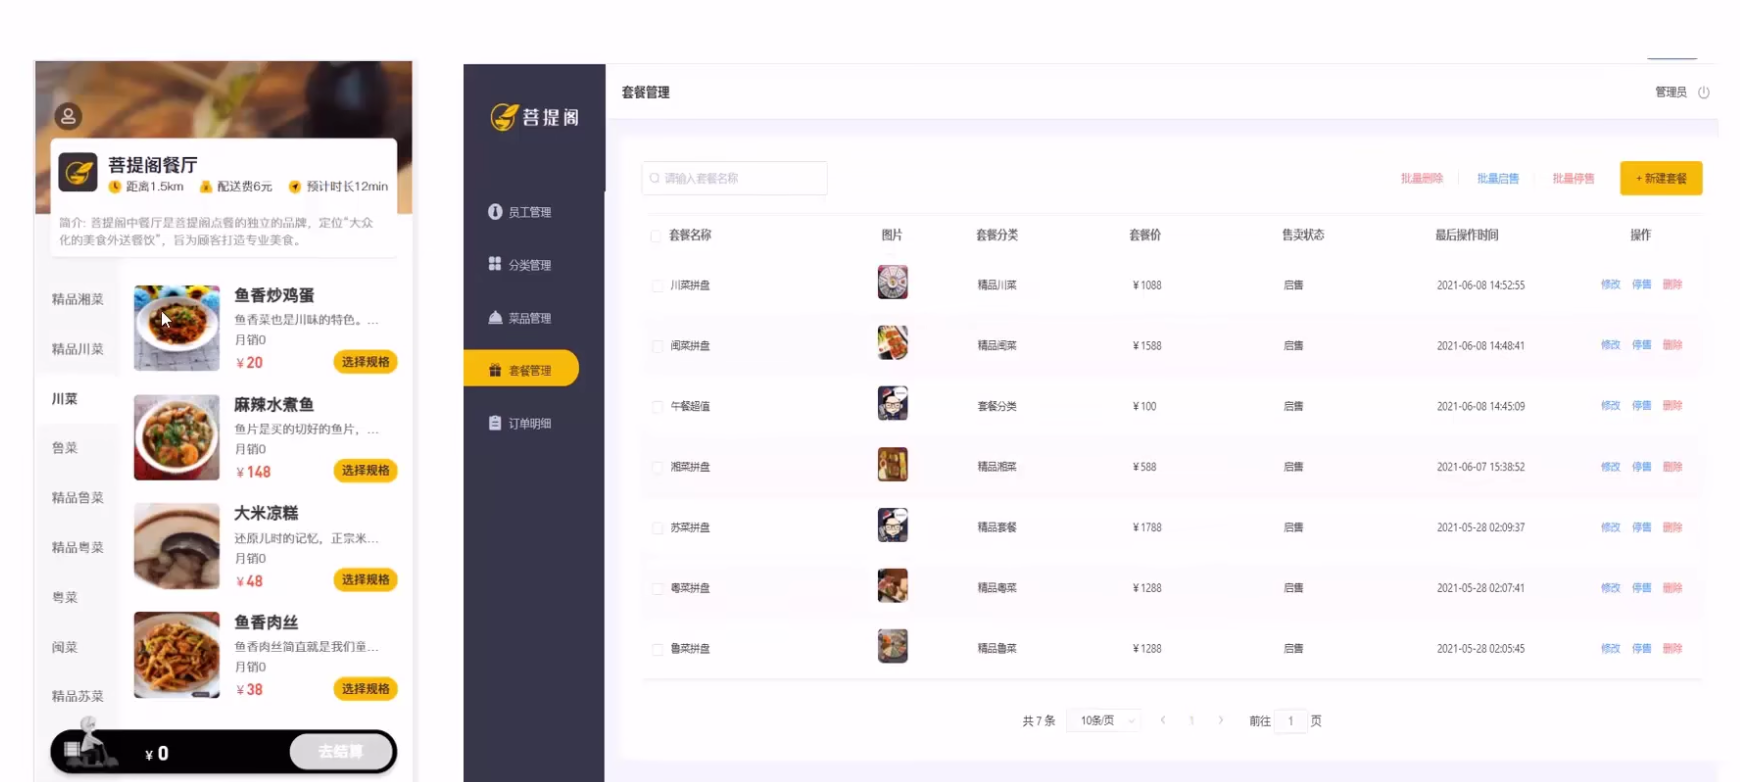 菩提阁餐厅
距离1.5km 配送费6元 预计时长12min
简介: 菩提阁中餐厅是菩提阁点餐的独立的品牌，定位“大众
化的美食外送餐饮”，旨为顾客打造专业美食。
精品湘菜
精品川菜
川菜
鲁菜
精品鲁菜
精品粤菜
粤菜
闽菜
精品苏菜
鱼香炒鸡蛋
鱼香菜也是川味的特色。...
月销0
¥20 选择规格
麻辣水煮鱼
鱼片是买的切好的鱼片，...
月销0
¥148 选择规格
大米凉糕
还原儿时的记忆，正宗米...
月销0
¥48 选择规格
鱼香肉丝
鱼香肉丝简直就是我们童...
月销0
¥38 选择规格
¥0 去结算
菩提阁
员工管理
分类管理
菜品管理
套餐管理
订单明细
套餐管理 管理员
请输入套餐名称 批量删除 批量启售 批量停售 + 新建套餐
套餐名称 图片 套餐分类 套餐价 售卖状态 最后操作时间 操作
川菜拼盘 精品川菜 ¥1088 启售 2021-06-08 14:52:55 修改 停售 删除
闽菜拼盘 精品闽菜 ¥1588 启售 2021-06-08 14:48:41 修改 停售 删除
午餐超值 套餐分类 ¥100 启售 2021-06-08 14:45:09 修改 停售 删除
湘菜拼盘 精品湘菜 ¥588 启售 2021-06-07 15:38:52 修改 停售 删除
苏菜拼盘 精品套餐 ¥1788 启售 2021-05-28 02:09:37 修改 停售 删除
粤菜拼盘 精品粤菜 ¥1288 启售 2021-05-28 02:07:41 修改 停售 删除
鲁菜拼盘 精品鲁菜 ¥1288 启售 2021-05-28 02:05:45 修改 停售 删除
共 7 条 10条/页 1 前往 1 页